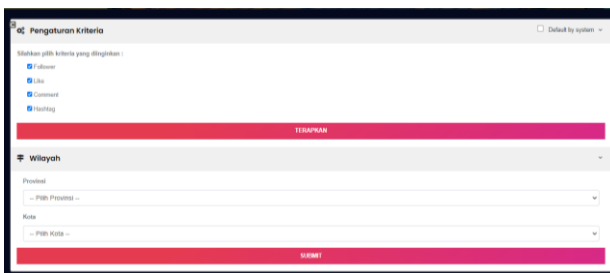 Pengaturan Kriteria
Default by system
Silahkan pilih kriteria yang diinginkan :
Follower
Like
Comment
Hashtag
TERAPKAN
Wilayah
Provinsi
-- Pilih Provinsi --
Kota
-- Pilih Kota --
SUBMIT